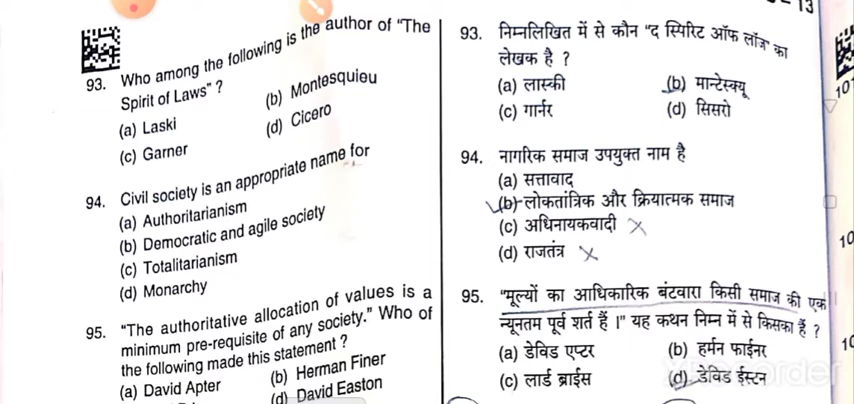 93. Who among the following is the author of "The
Spirit of Laws" ?
(a) Laski (b) Montesquieu
(c) Garner (d) Cicero
94. Civil society is an appropriate name for
(a) Authoritarianism
(b) Democratic and agile society
(c) Totalitarianism
(d) Monarchy
95. "The authoritative allocation of values is a
minimum pre-requisite of any society." Who of
the following made this statement ?
(a) David Apter (b) Herman Finer
(d) David Easton
93. निम्नलिखित में से कौन "द स्पिरिट ऑफ लॉज" का
लेखक है ?
(a) लास्की (b) मान्टेस्क्यू
(c) गार्नर (d) सिसरो
94. नागरिक समाज उपयुक्त नाम है
(a) सत्तावाद
(b) लोकतांत्रिक और क्रियात्मक समाज
(c) अधिनायकवादी
(d) राजतंत्र
95. "मूल्यों का आधिकारिक बंटवारा किसी समाज की एक
न्यूनतम पूर्व शर्त हैं ।" यह कथन निम्न में से किसका हैं ?
(a) डेविड एप्टर (b) हर्मन फाईनर
(c) लार्ड ब्राईस (d) डेविड ईस्टन
13
10
10